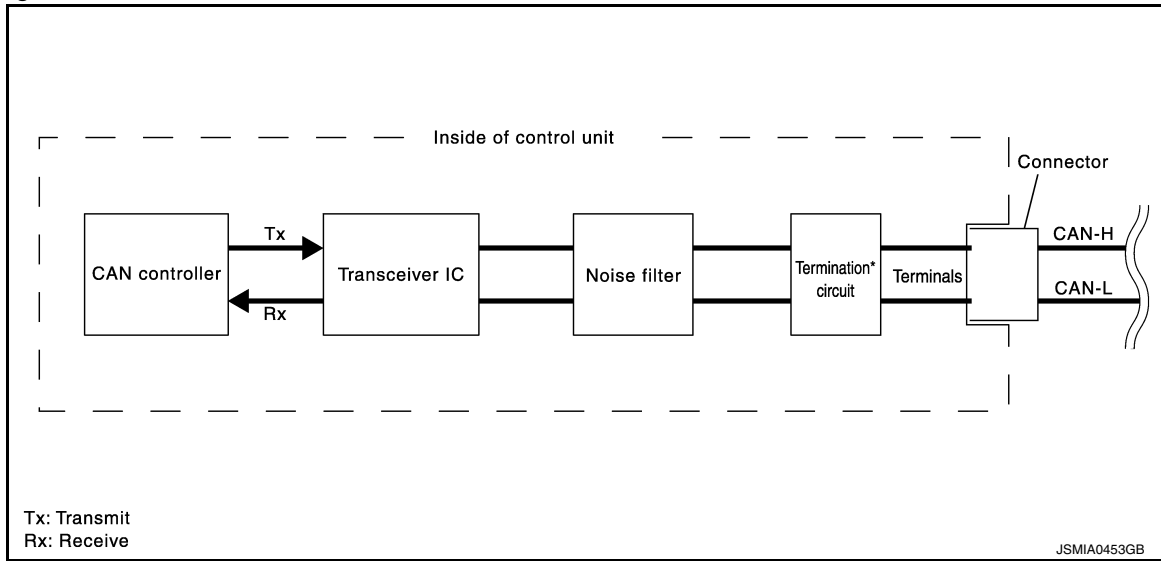 Inside of control unit
Connector
CAN controller
Tx
Rx
Transceiver IC
Noise filter
Termination*
circuit
Terminals
CAN-H
CAN-L
Tx: Transmit
Rx: Receive
JSMIA0453GB